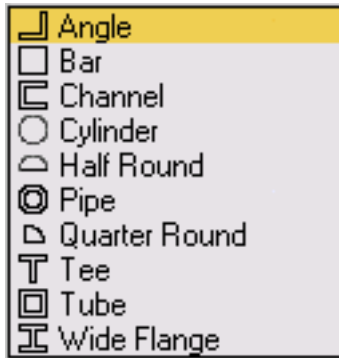 Angle
Bar
Channel
Cylinder
Half Round
Pipe
Quarter Round
Tee
Tube
Wide Flange